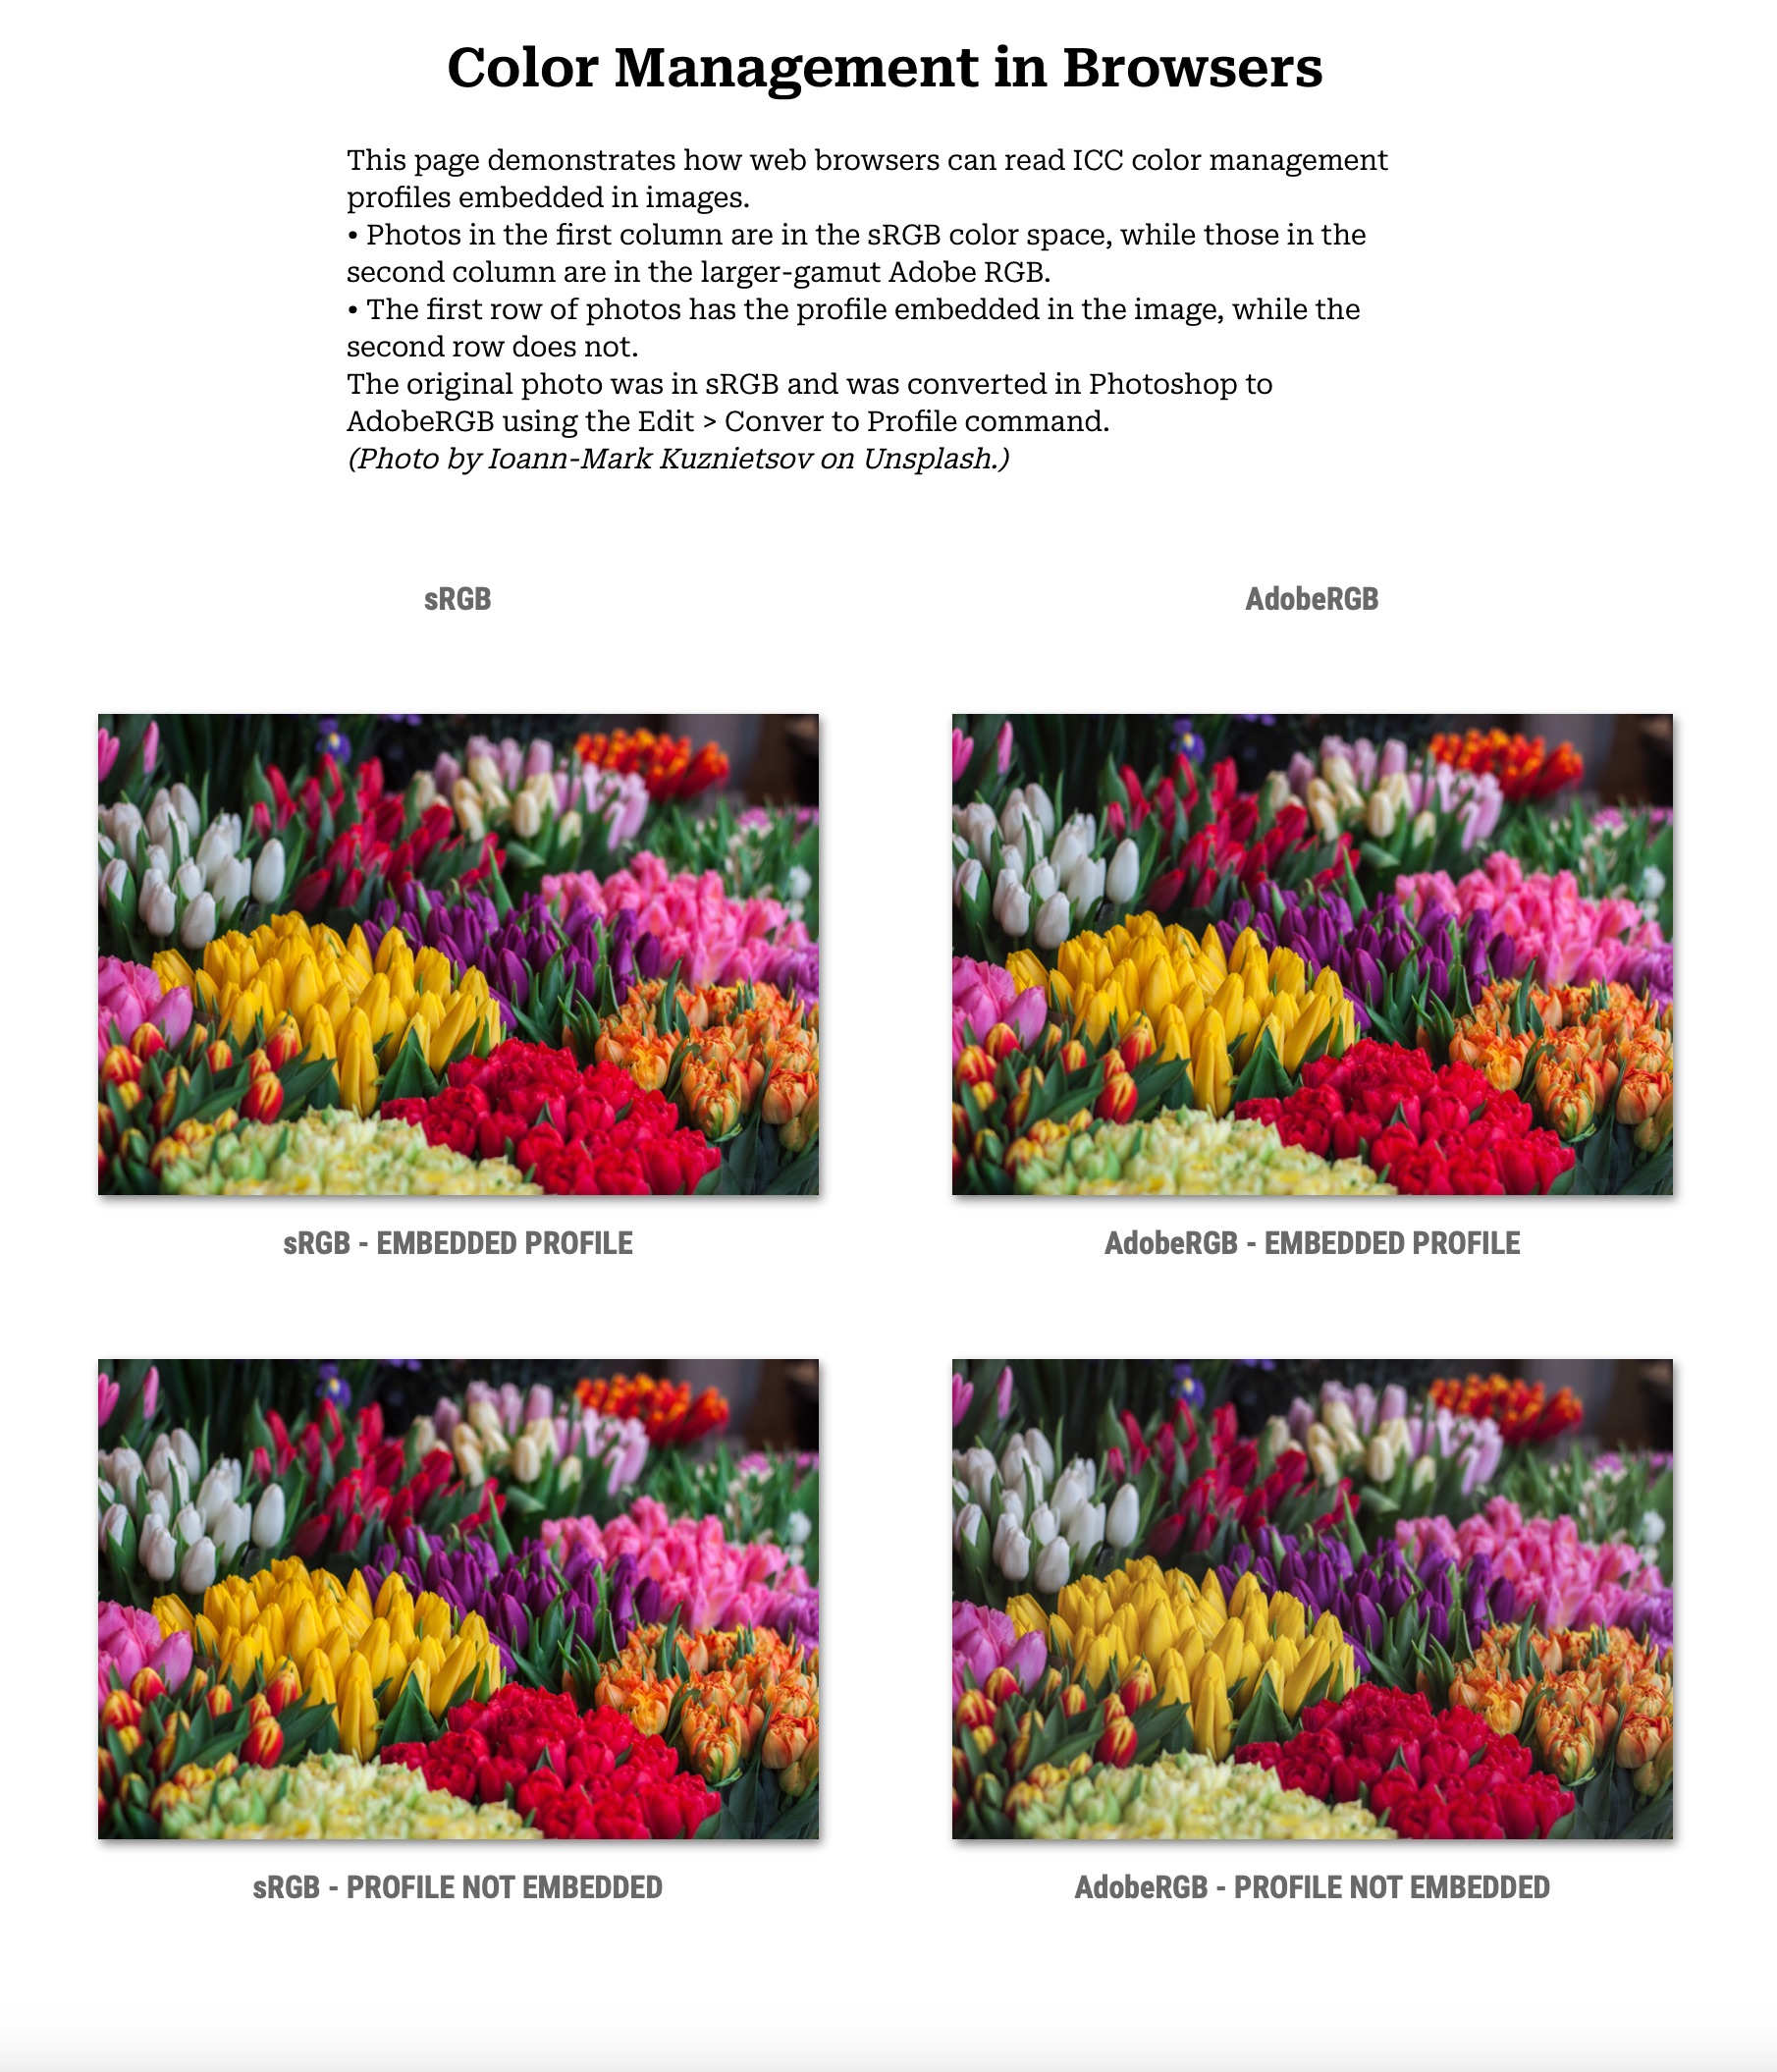 Color Management in Browsers
This page demonstrates how web browsers can read ICC color management
profiles embedded in images.
• Photos in the first column are in the sRGB color space, while those in the
second column are in the larger-gamut Adobe RGB.
• The first row of photos has the profile embedded in the image, while the
second row does not.
The original photo was in sRGB and was converted in Photoshop to
AdobeRGB using the Edit > Conver to Profile command.
(Photo by Ioann-Mark Kuznietsov on Unsplash.)
sRGB
AdobeRGB
sRGB - EMBEDDED PROFILE
AdobeRGB - EMBEDDED PROFILE
sRGB - PROFILE NOT EMBEDDED
AdobeRGB - PROFILE NOT EMBEDDED